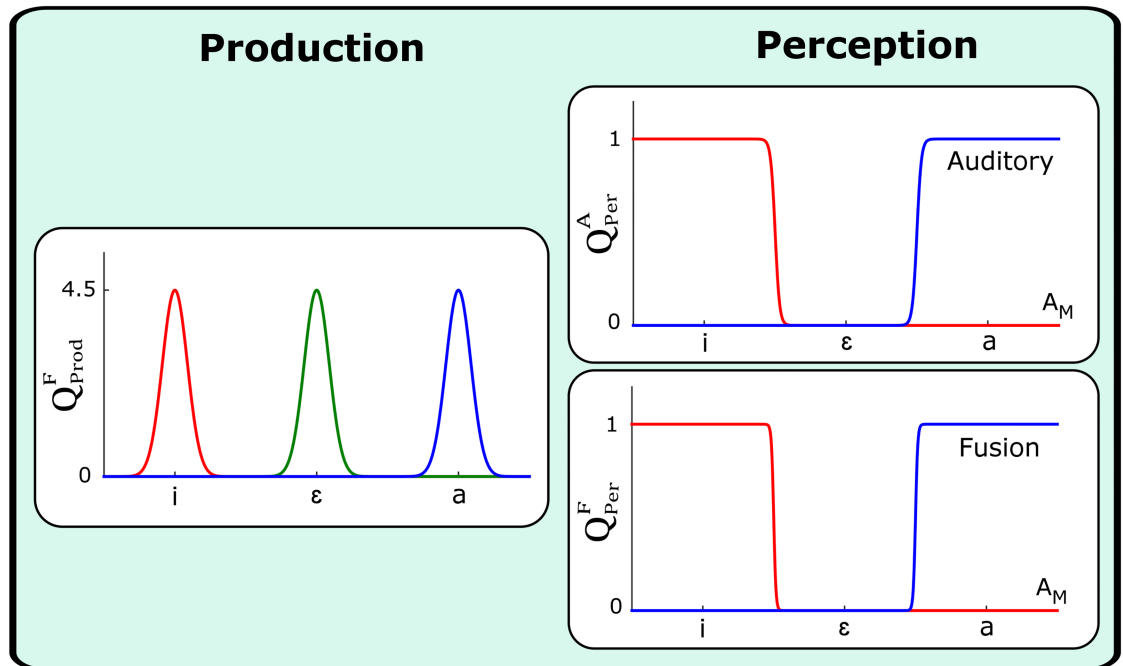 Production
Perception
4.5
0
Q^F_Prod
i ε a
1
0
Q^A_Per
Auditory
A_M
i ε a
1
0
Q^F_Per
Fusion
A_M
i ε a